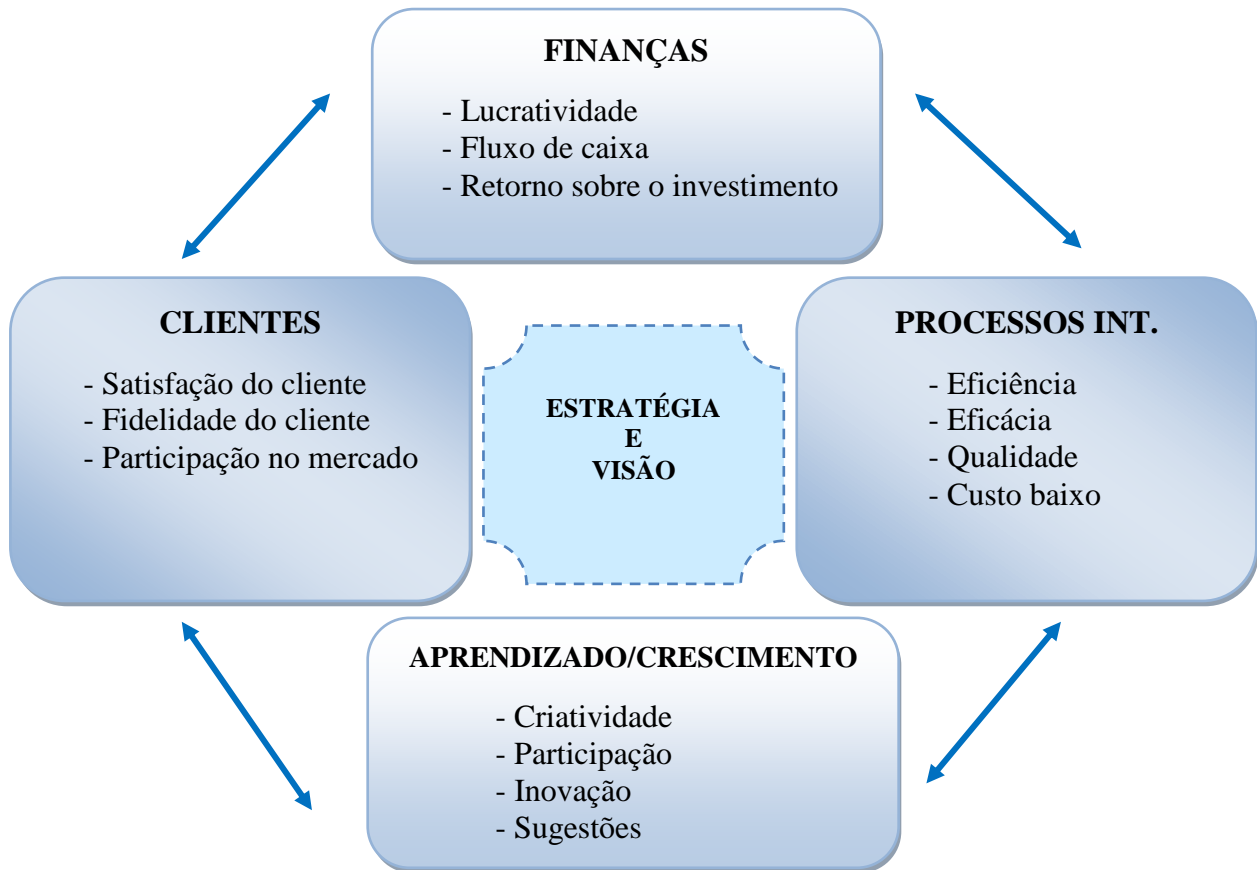 FINANÇAS
- Lucratividade
- Fluxo de caixa
- Retorno sobre o investimento
CLIENTES
- Satisfação do cliente
- Fidelidade do cliente
- Participação no mercado
ESTRATÉGIA
E
VISÃO
PROCESSOS INT.
- Eficiência
- Eficácia
- Qualidade
- Custo baixo
APRENDIZADO/CRESCIMENTO
- Criatividade
- Participação
- Inovação
- Sugestões